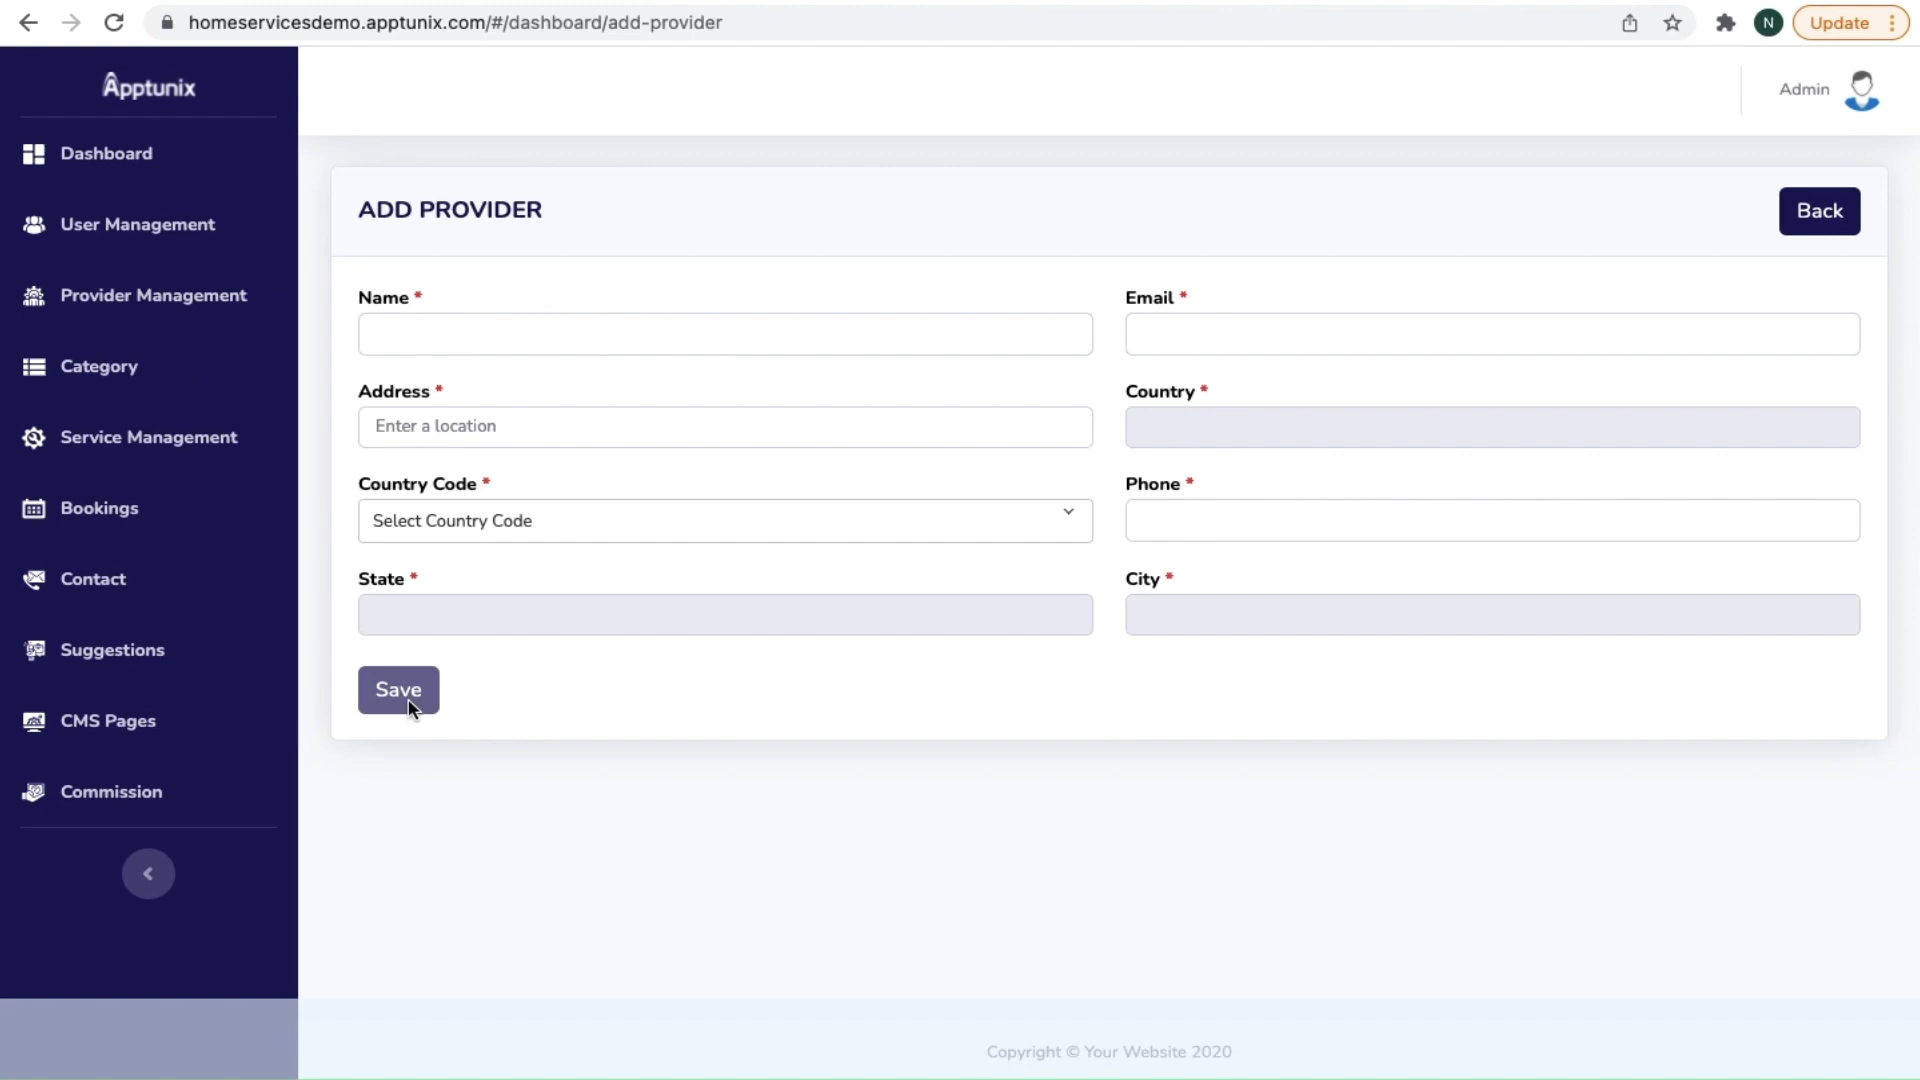 homeservicesdemo.apptunix.com/#/dashboard/add-provider
N
Update
Apptunix
Admin
Dashboard
User Management
Provider Management
Category
Service Management
Bookings
Contact
Suggestions
CMS Pages
Commission
ADD PROVIDER
Back
Name *
Email *
Address *
Country *
Enter a location
Country Code *
Phone *
Select Country Code
State *
City *
Save
Copyright © Your Website 2020